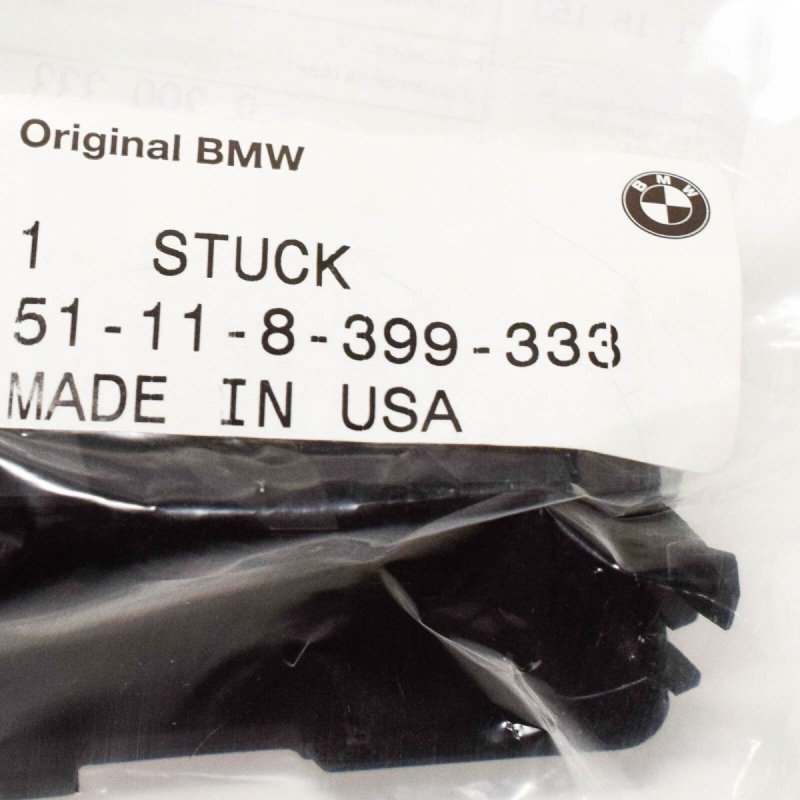 Original BMW
BMW
1 STUCK
51-11-8-399-333
MADE IN USA